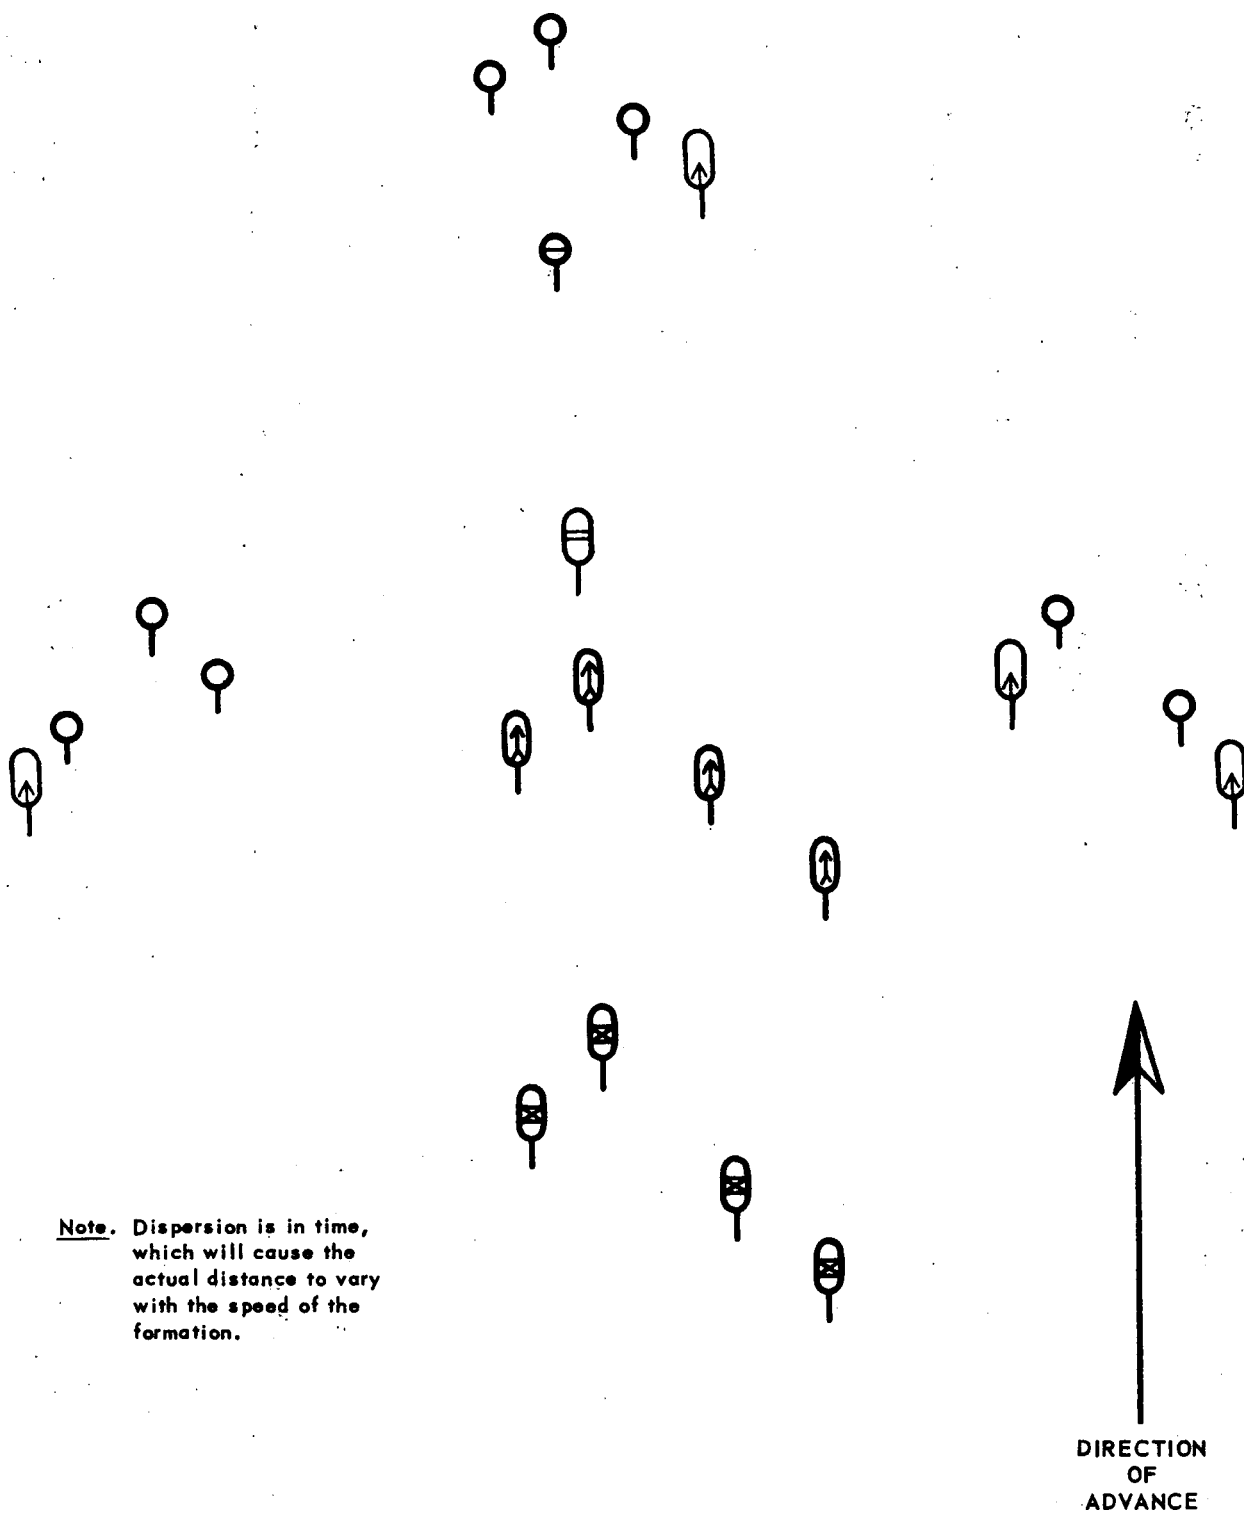 Note. Dispersion is in time,
which will cause the
actual distance to vary
with the speed of the
formation.
DIRECTION
OF
ADVANCE